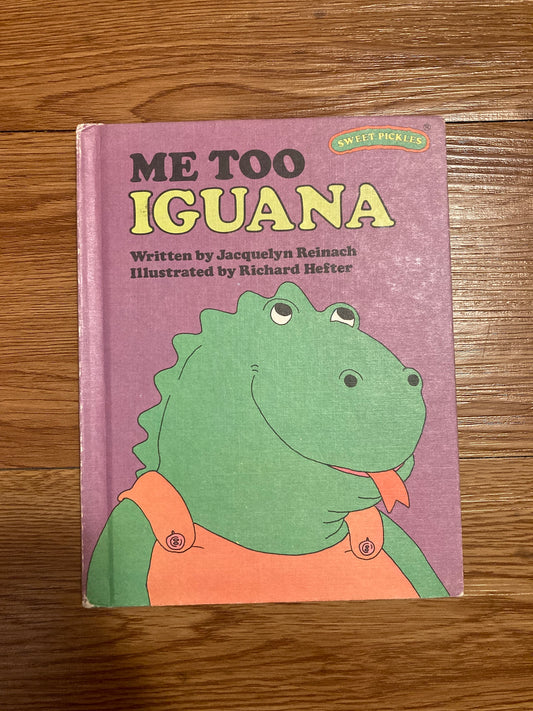 SWEET PICKLES
®
ME TOO
IGUANA
Written by Jacquelyn Reinach
Illustrated by Richard Hefter